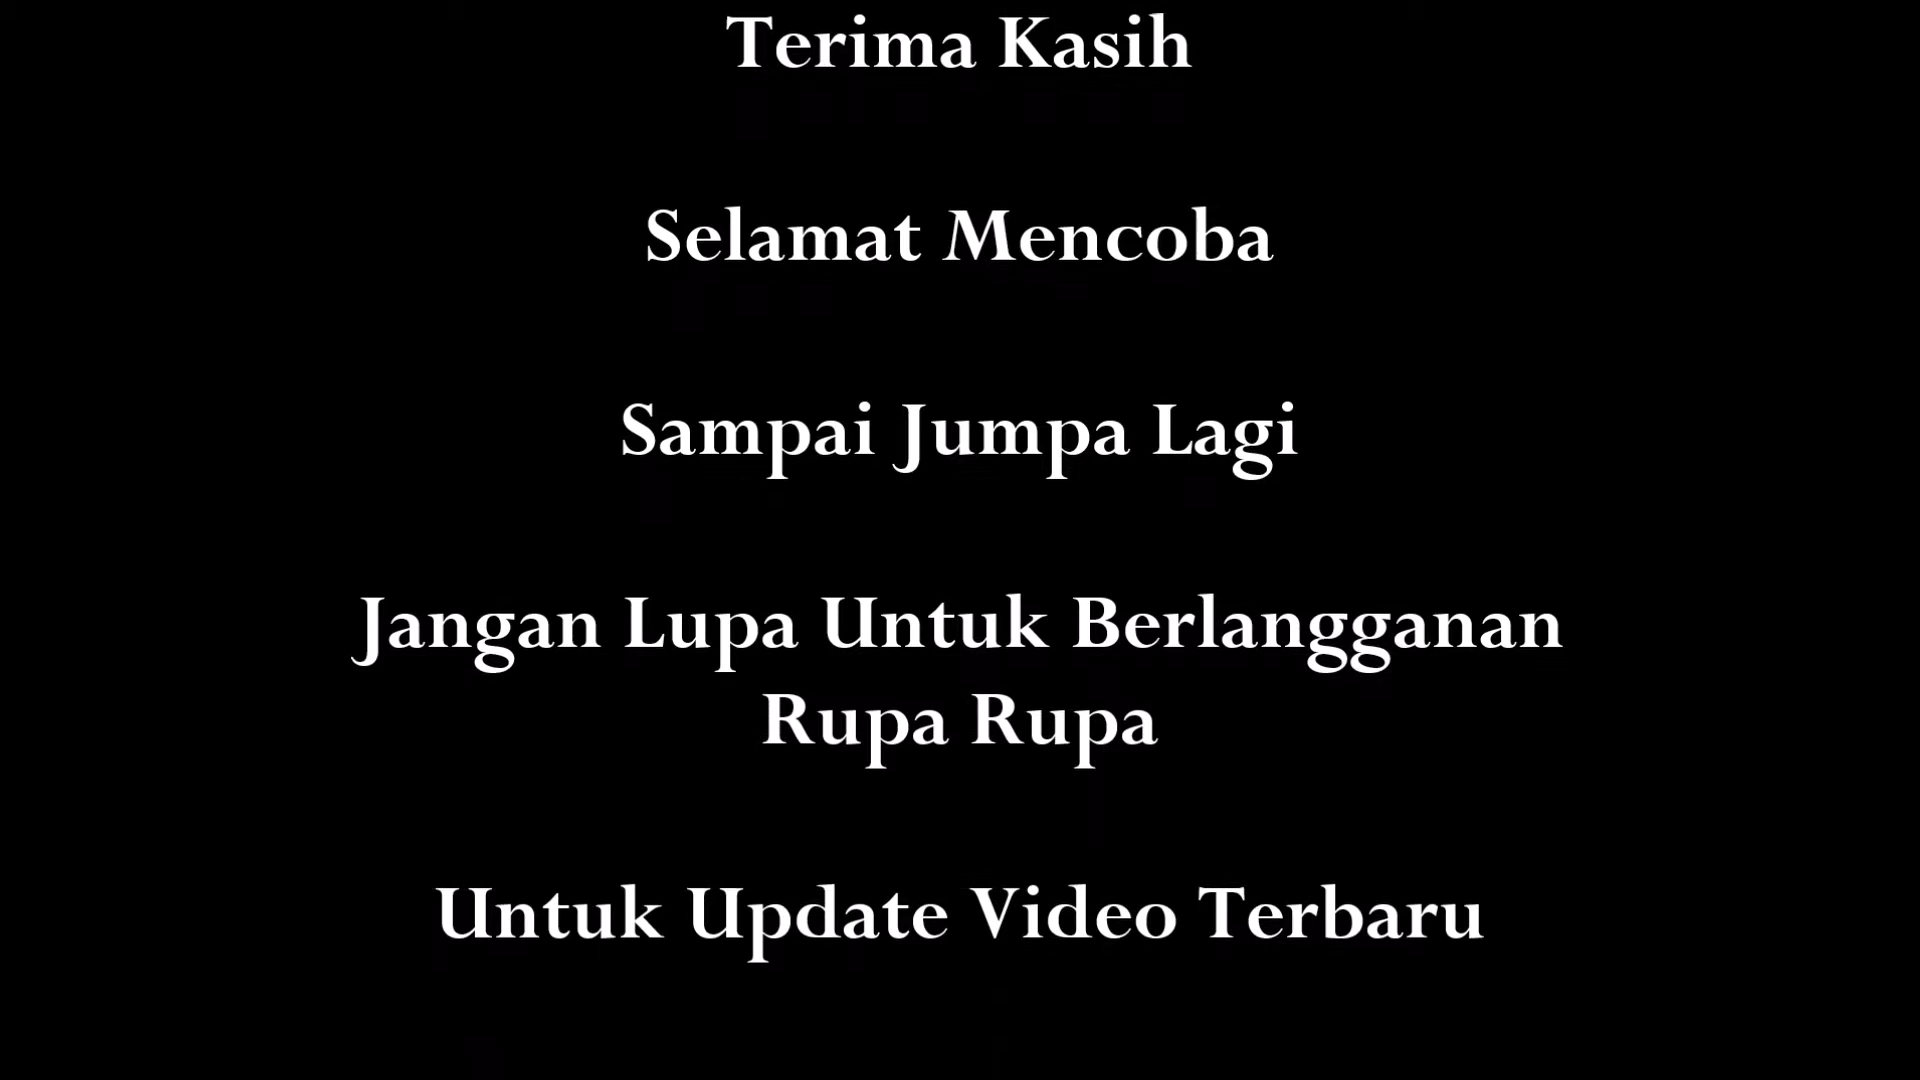 Terima Kasih
Selamat Mencoba
Sampai Jumpa Lagi
Jangan Lupa Untuk Berlangganan
Rupa Rupa
Untuk Update Video Terbaru